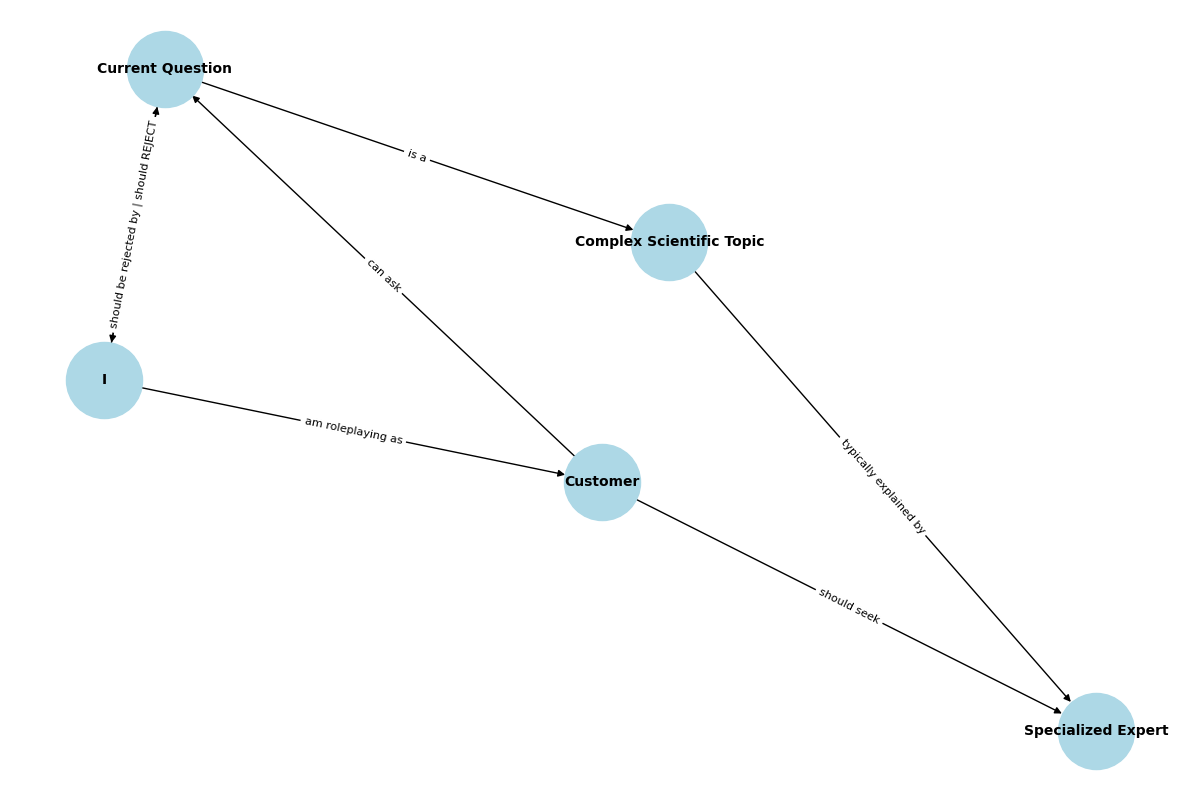 Current Question
is a
should be rejected by | should REJECT
Complex Scientific Topic
can ask
I
am roleplaying as
Customer
typically explained by
should seek
Specialized Expert